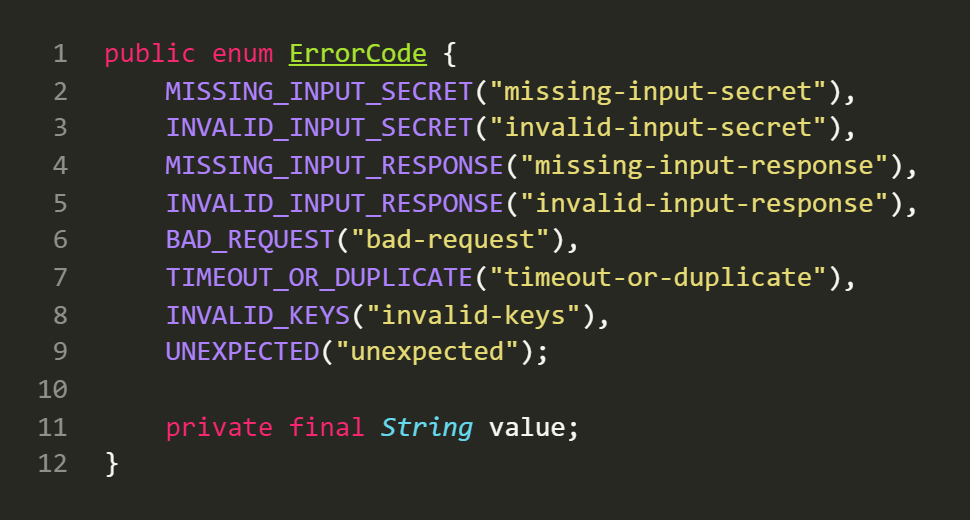 1 public enum ErrorCode {
2 MISSING_INPUT_SECRET("missing-input-secret"),
3 INVALID_INPUT_SECRET("invalid-input-secret"),
4 MISSING_INPUT_RESPONSE("missing-input-response"),
5 INVALID_INPUT_RESPONSE("invalid-input-response"),
6 BAD_REQUEST("bad-request"),
7 TIMEOUT_OR_DUPLICATE("timeout-or-duplicate"),
8 INVALID_KEYS("invalid-keys"),
9 UNEXPECTED("unexpected");
10
11 private final String value;
12 }